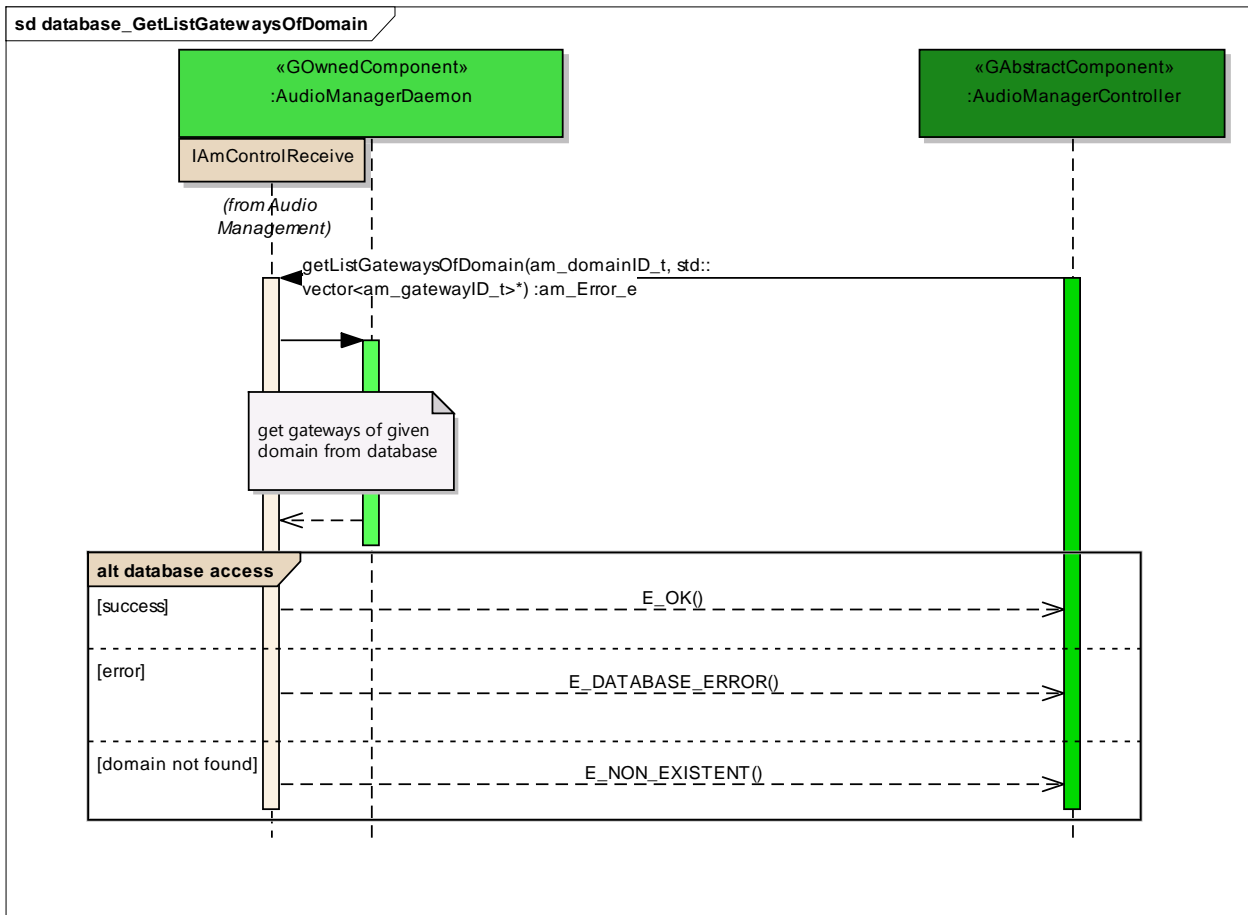 sd database_GetListGatewaysOfDomain
«GOwnedComponent»
:AudioManagerDaemon
«GAbstractComponent»
:AudioManagerController
IAmControlReceive
(from Audio
Management)
getListGatewaysOfDomain(am_domainID_t, std::
vector<am_gatewayID_t>*) :am_Error_e
get gateways of given
domain from database
alt database access
[success]
E_OK()
[error]
E_DATABASE_ERROR()
[domain not found]
E_NON_EXISTENT()